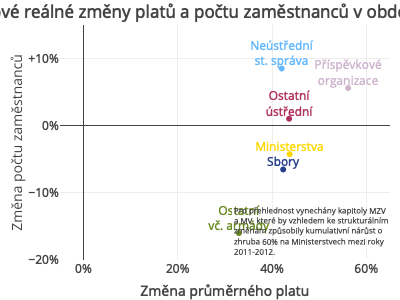 ové reálné změny platů a počtu zaměstnanců v obdo
Změna počtu zaměstnanců
+10%
0%
−10%
−20%
Neústřední
st. správa
Příspěvkové
organizace
Ostatní
ústřední
Ministerstva
Sbory
Ostatní
vč. armády
Pro přehlednost vynechány kapitoly MZV
a MV, které by vzhledem ke strukturálním
změnám způsobily kumulativní nárůst o
zhruba 60% na Ministerstvech mezi roky
2011-2012.
0%
20%
40%
60%
Změna průměrného platu